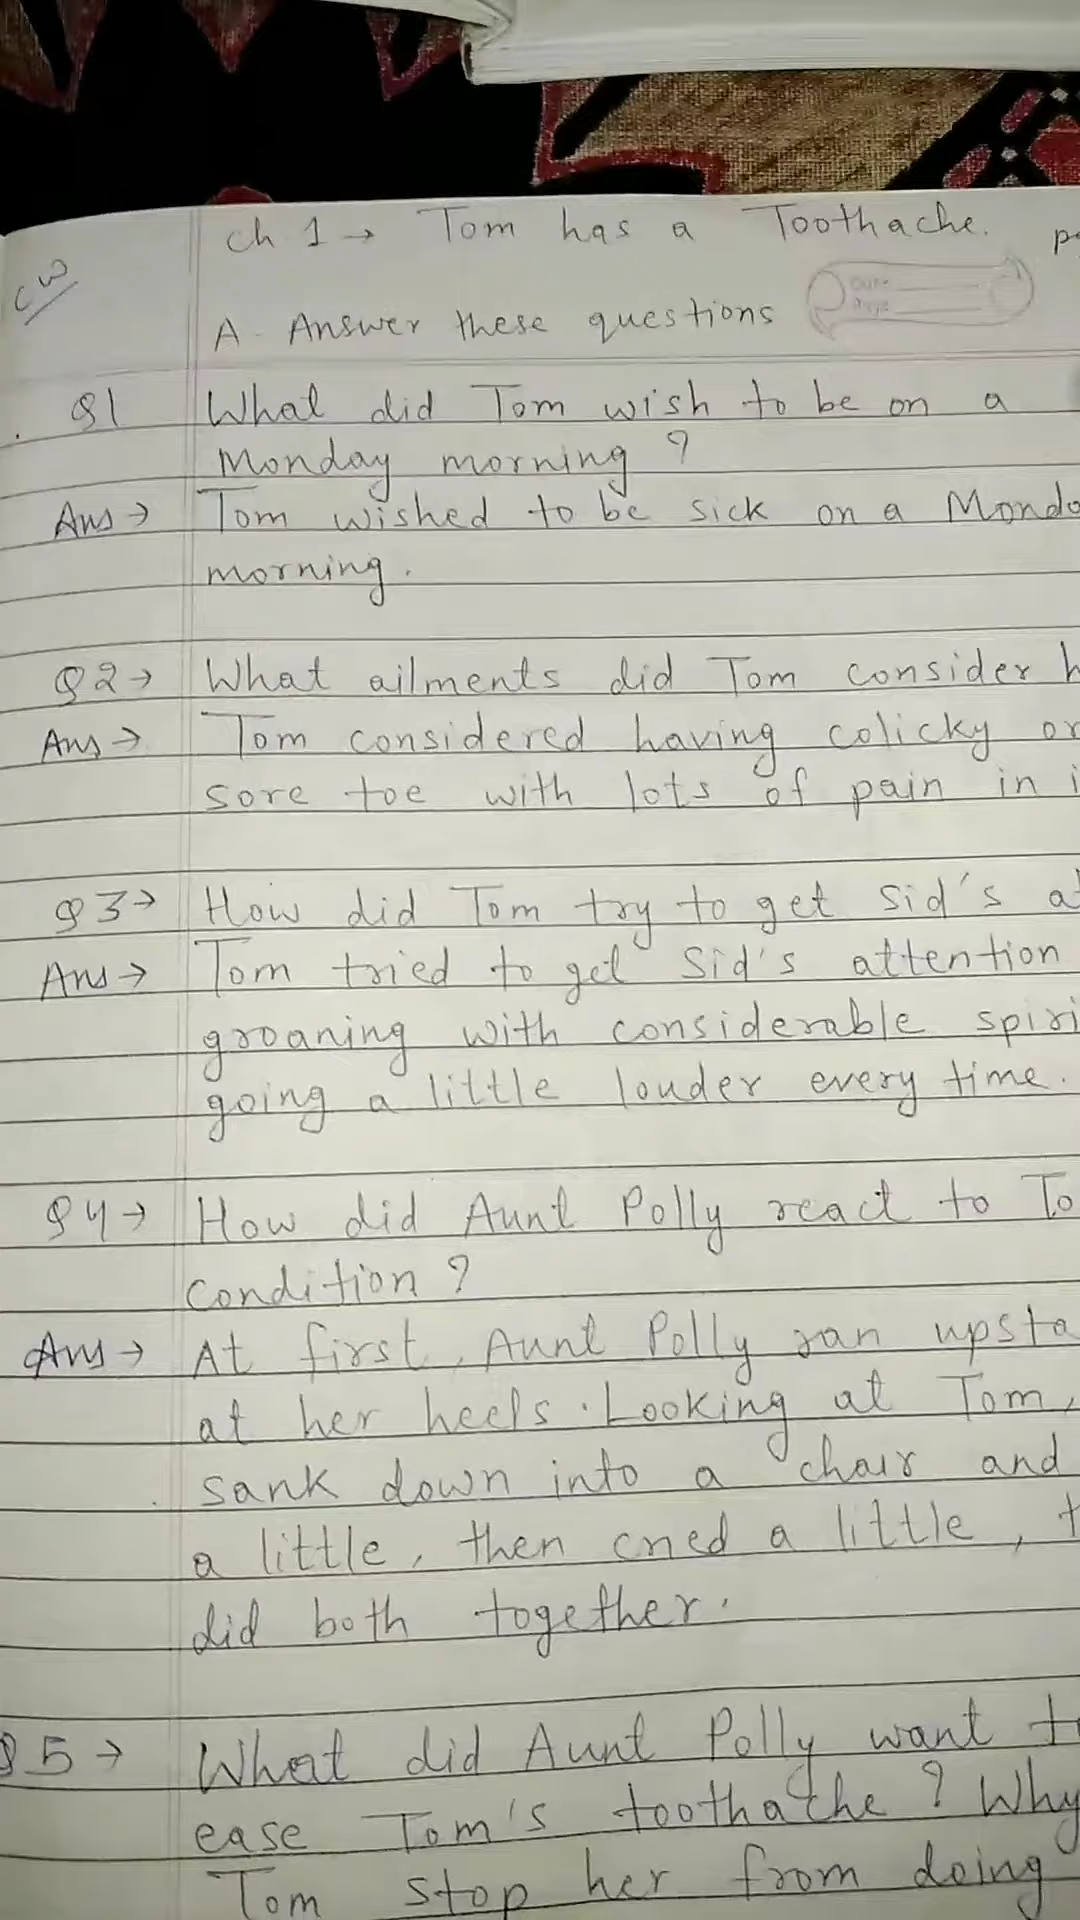 Ch 1 → Tom has a Toothache.
CW
A - Answer these questions
Q1 What did Tom wish to be on a
Monday morning ?
Ans → Tom wished to be sick on a
morning.
Q2 → What ailments did Tom consider
Ans → Tom considered having colicky or
sore toe with lots of pain in
Q3 → How did Tom try to get Sid's
Ans → Tom tried to get Sid's attention
groaning with considerable
going a little louder every time.
Q4 → How did Aunt Polly react to
condition ?
Ans → At first, Aunt Polly ran
at her heels. Looking at Tom,
sank down into a chair and
a little, then cried a little,
did both together.
Q5 → What did Aunt Polly want
ease Tom's toothache ? Why
Tom stop her from doing